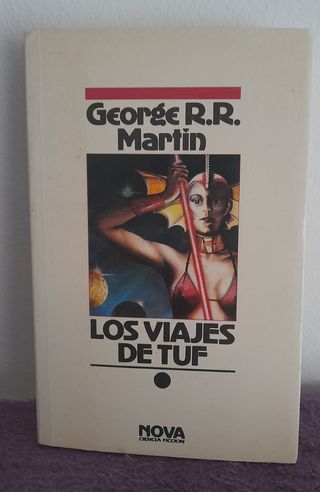 George R.R.
Martin
LOS VIAJES
DE TUF
NOVA
CIENCIA FICCION